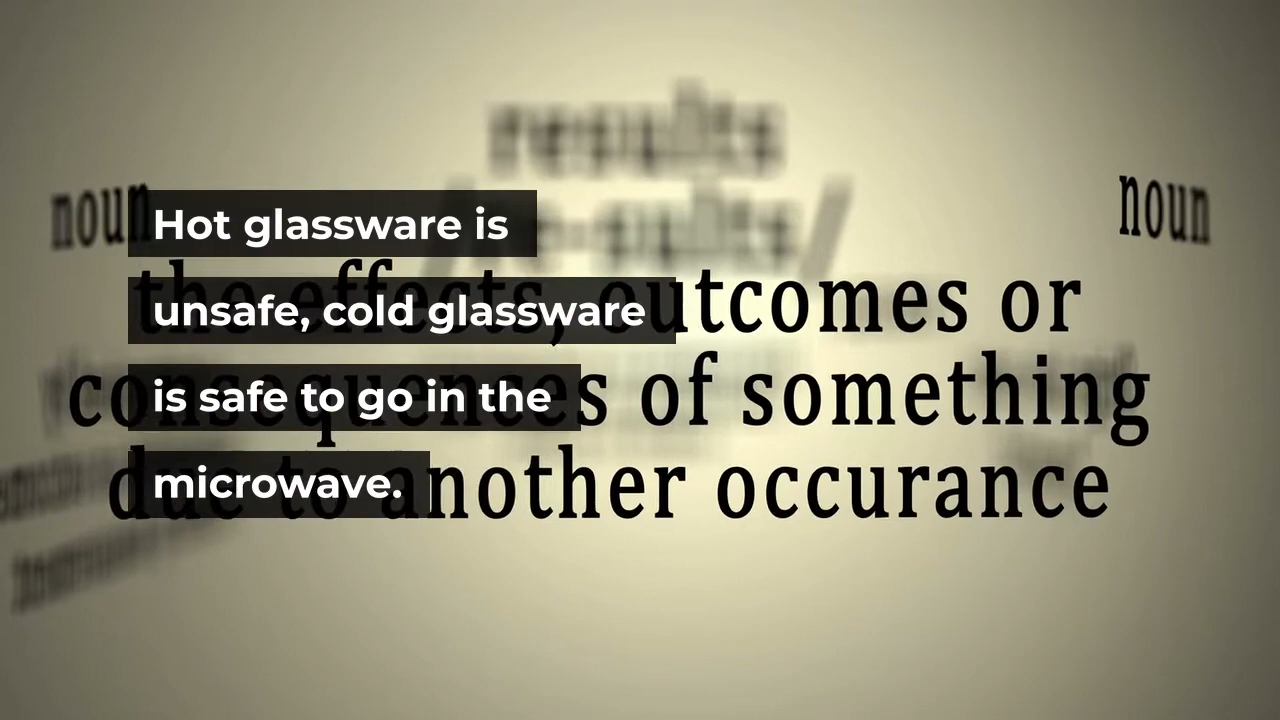 results
noun
noun
Hot glassware is
unsafe, cold glassware
is safe to go in the
microwave.
the effects, outcomes or
consequences of something
due to another occurance